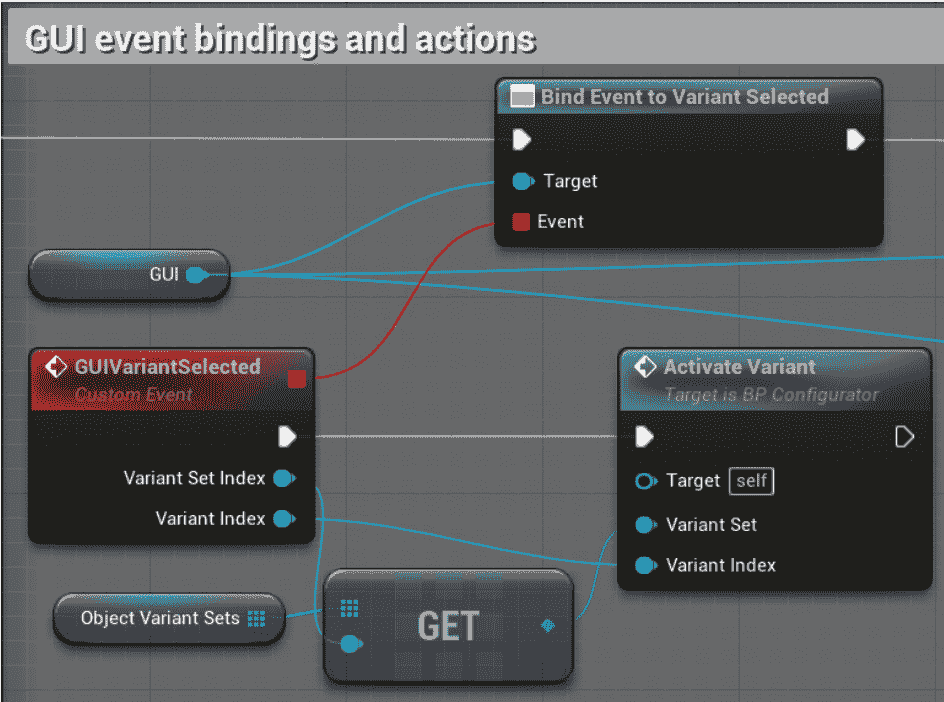 GUI event bindings and actions
Bind Event to Variant Selected
Target
Event
GUI
GUIVariantSelected
Custom Event
Variant Set Index
Variant Index
Activate Variant
Target is BP Configurator
Target self
Variant Set
Variant Index
Object Variant Sets
GET